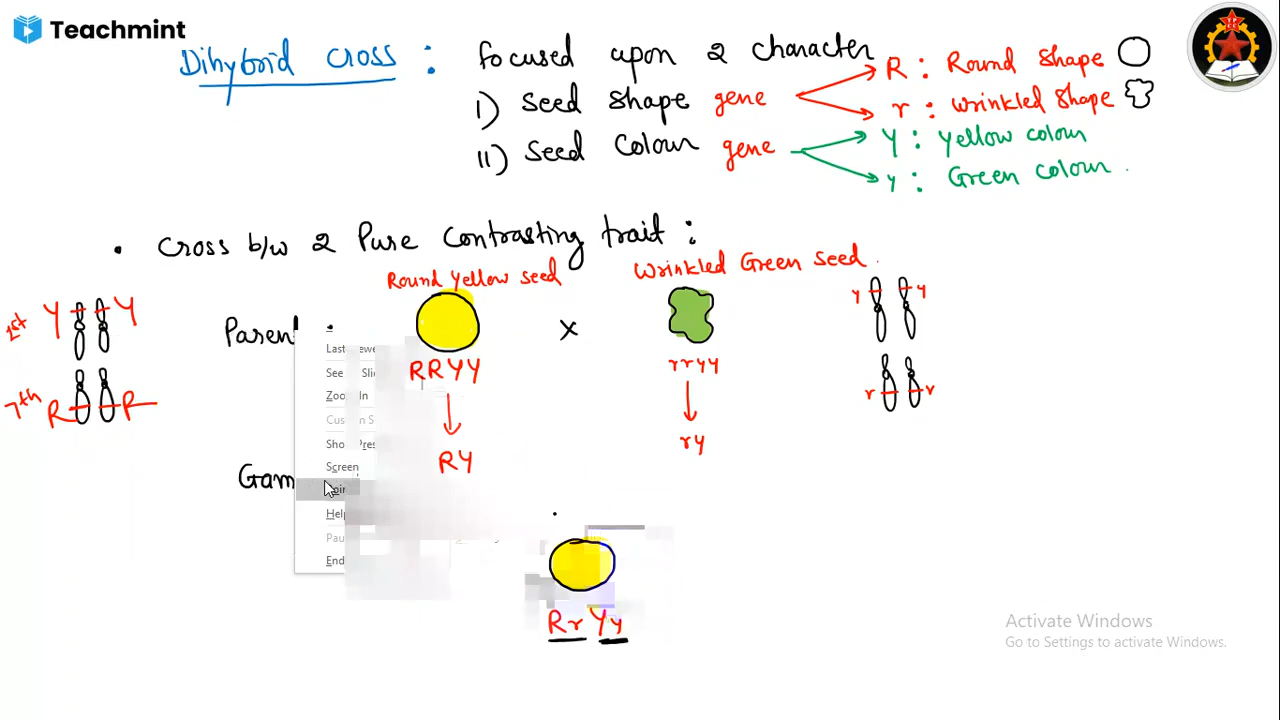 Teachmint
Dihybrid cross : focused upon 2 character
I) Seed Shape gene
R : Round Shape
r : Wrinkled Shape
II) Seed Colour gene
Y : Yellow colour
y : Green colour.
• Cross b/w 2 Pure Contrasting trait :
Round Yellow seed
Wrinkled Green Seed.
1st Y Y
y y
Parent
x
RRYY
rryy
7th R R
r r
RY
ry
Last
See
Zoom In
Screen
Help
End
Gam
RrYy
Activate Windows
Go to Settings to activate Windows.